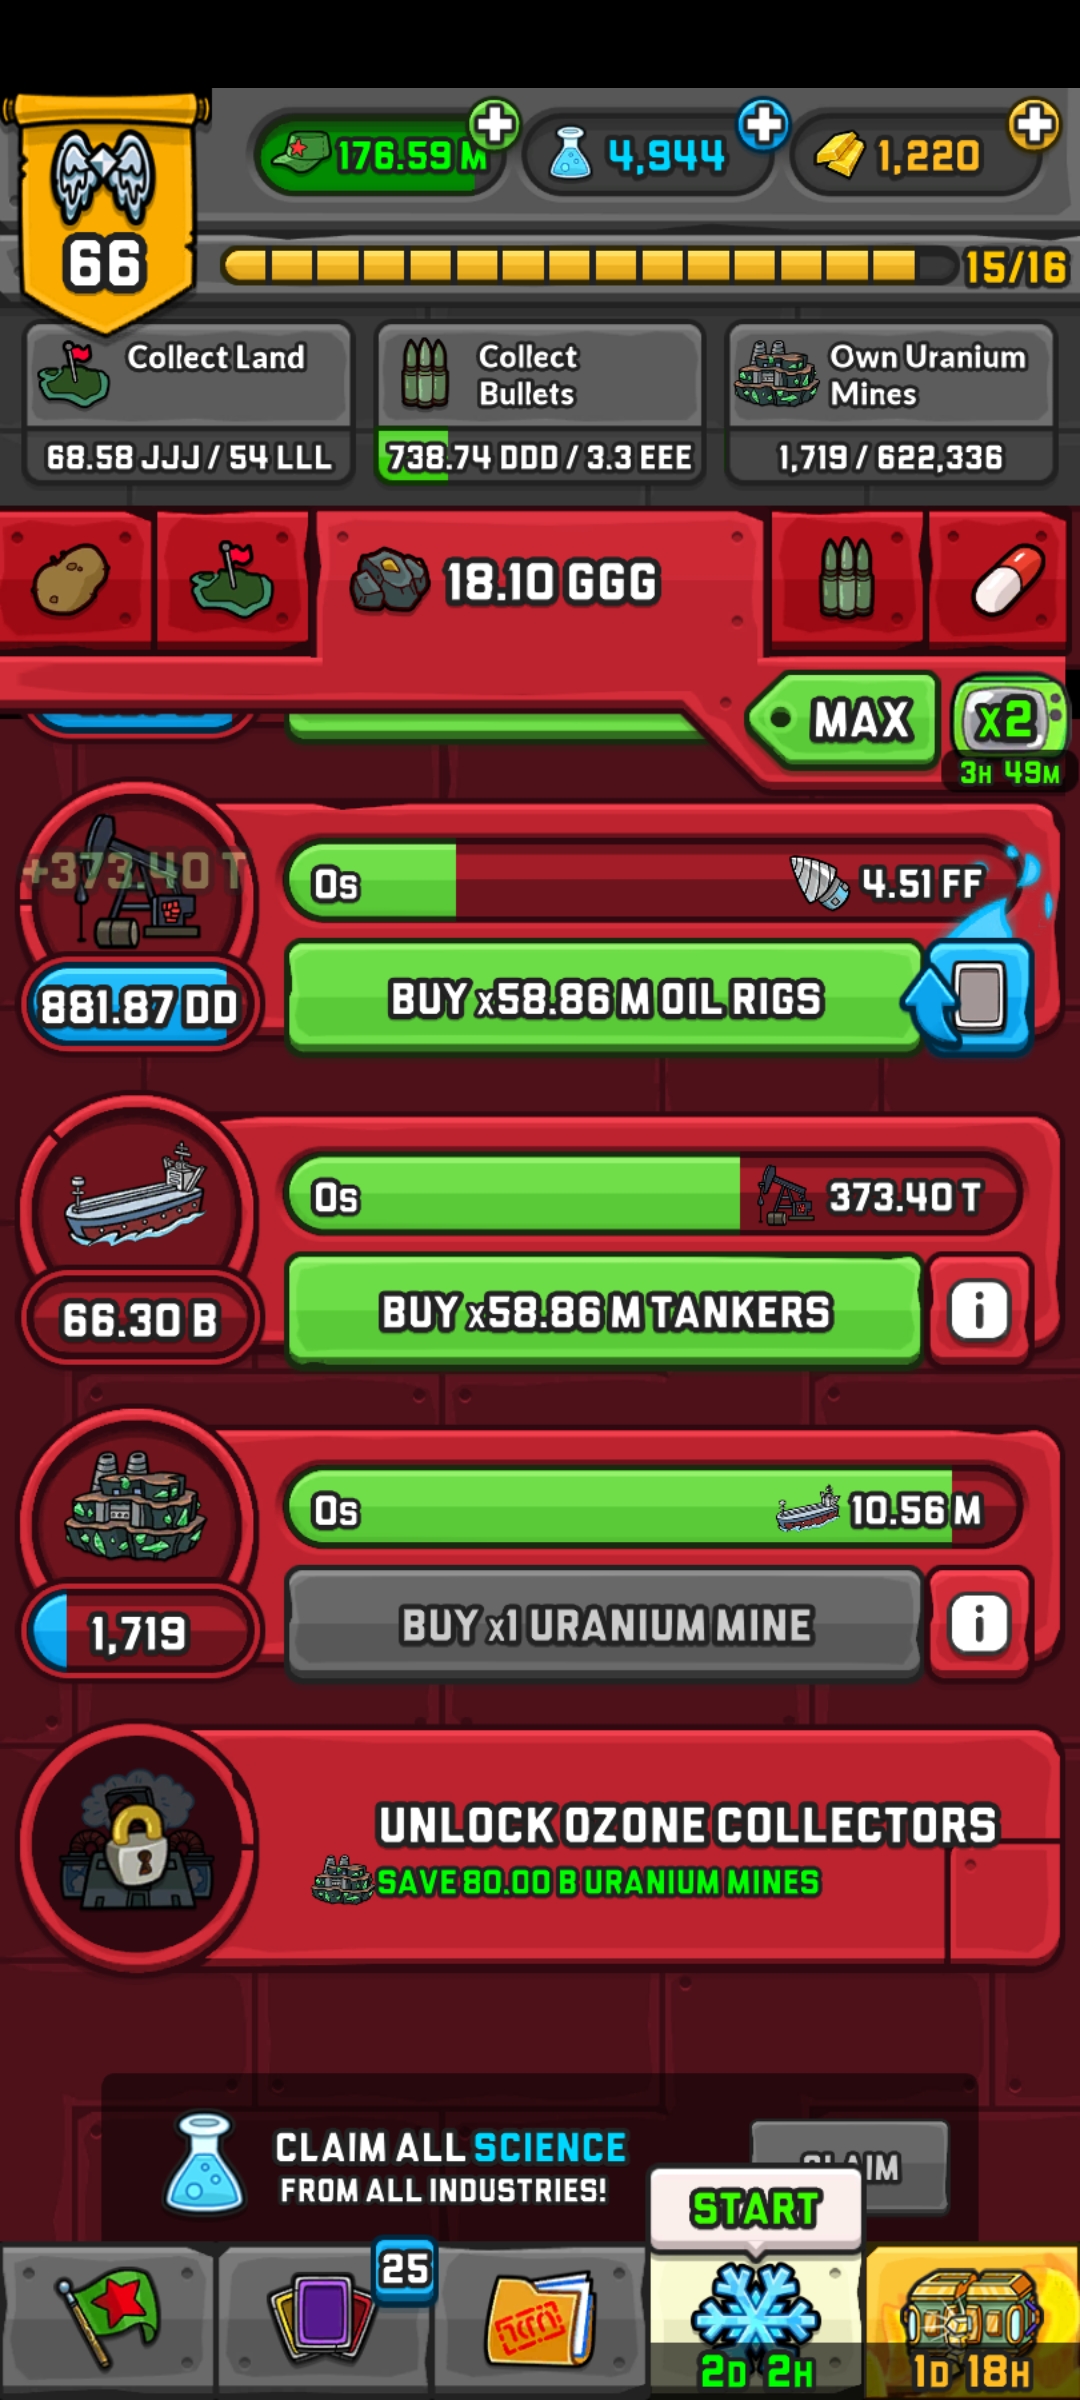 66
176.59 M
4,944
1,220
15/16
Collect Land
68.58 JJJ / 54 LLL
Collect
Bullets
738.74 DDD / 3.3 EEE
Own Uranium
Mines
1,719 / 622,336
18.10 GGG
MAX
x2
3H 49M
+373.40 T
0s
4.51 FF
881.87 DD
BUY x58.86 M OIL RIGS
0s
373.40 T
66.30 B
BUY x58.86 M TANKERS
i
0s
10.56 M
1,719
BUY x1 URANIUM MINE
i
UNLOCK OZONE COLLECTORS
SAVE 80.00 B URANIUM MINES
CLAIM ALL SCIENCE
FROM ALL INDUSTRIES!
CLAIM
START
25
2D 2H
1D 18H